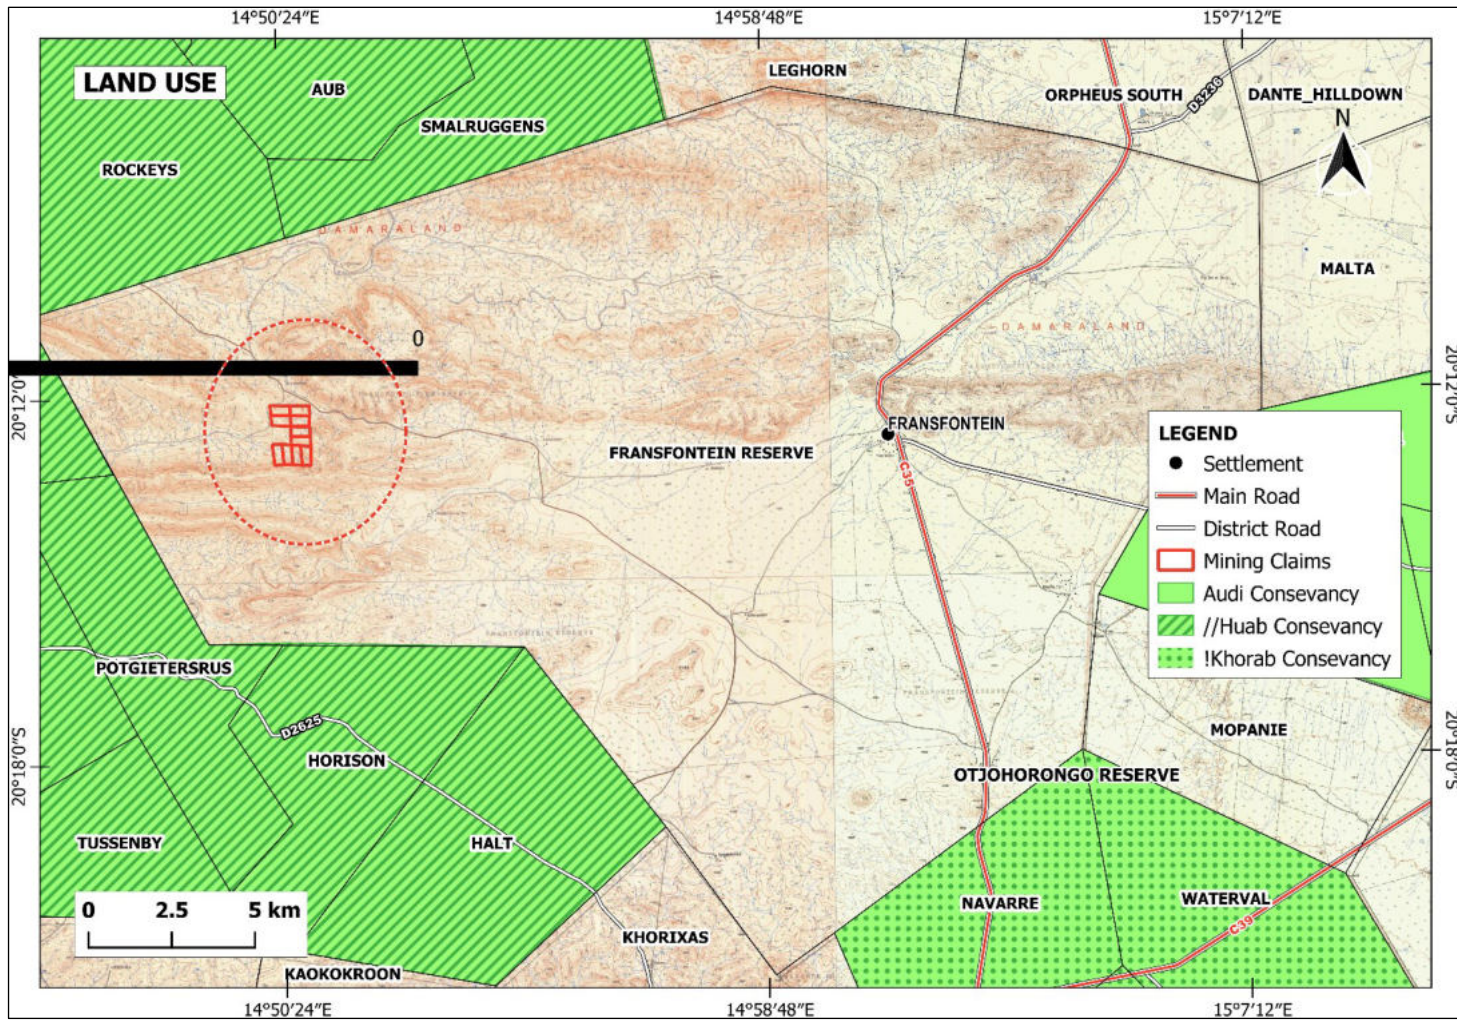 14°50'24"E
14°58'48"E
15°7'12"E
LAND USE
AUB
SMALRUGGENS
ROCKEYS
LEGHORN
ORPHEUS SOUTH
D3236
DANTE_HILLDOWN
N
DAMARALAND
MALTA
DAMARALAND
0
20°12'0"
20°12'0"S
FRANSFONTEIN
FRANSFONTEIN RESERVE
C35
LEGEND
Settlement
Main Road
District Road
Mining Claims
Audi Consevancy
//Huab Consevancy
!Khorab Consevancy
FRANSFONTEIN RESERVE
POTGIETERSRUS
D2625
HORISON
MOPANIE
20°18'0"S
20°18'0"S
OTJOHORONGO RESERVE
TUSSENBY
HALT
NAVARRE
WATERVAL
C39
0 2.5 5 km
KHORIXAS
KAOKOKROON
14°50'24"E
14°58'48"E
15°7'12"E